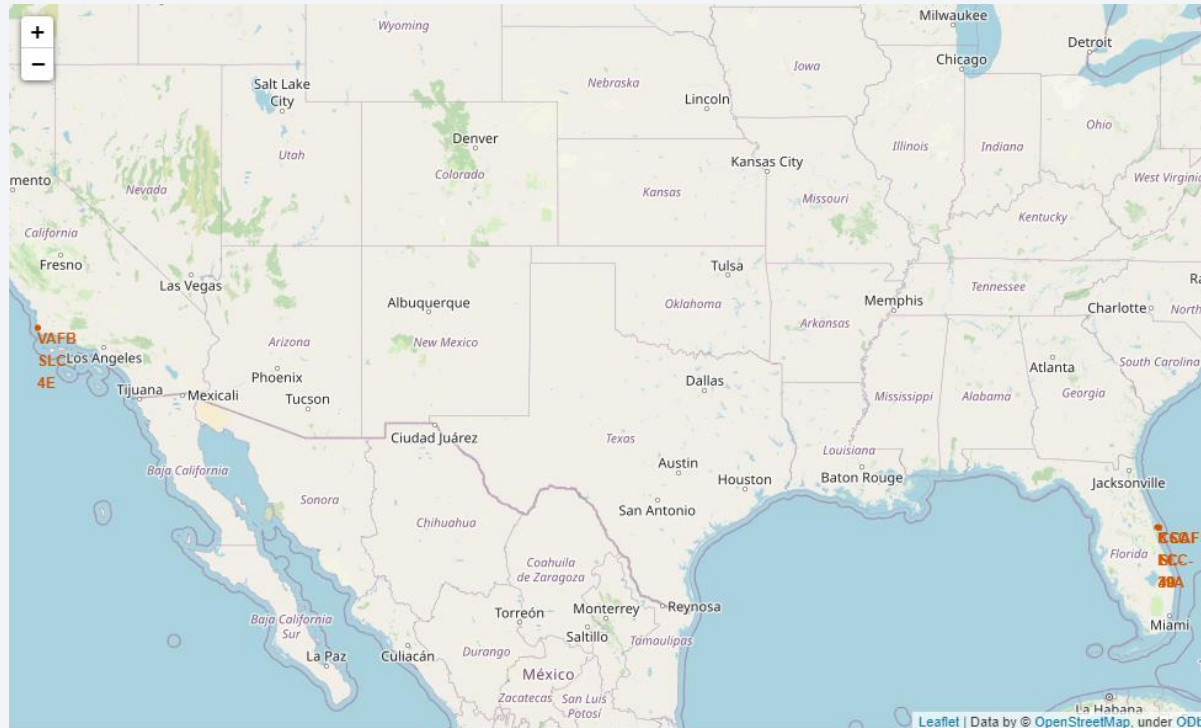 +
−
Wyoming
Milwaukee
Detroit
Chicago
Salt Lake
City
Nebraska
Iowa
Lincoln
Denver
Utah
Colorado
Kansas City
Illinois
Indiana
Ohio
mento
Nevada
Kansas
Missouri
West Virginia
California
Kentucky
Fresno
Las Vegas
Tulsa
Albuquerque
Oklahoma
Memphis
Tennessee
Charlotte
North
VAFB
SLC
4E
Los Angeles
Arizona
New Mexico
Arkansas
South Carolina
Phoenix
Tucson
Tijuana
Mexicali
Dallas
Atlanta
Mississippi
Alabama
Georgia
Ciudad Juárez
Texas
Louisiana
Baja California
Sonora
Austin
Houston
Baton Rouge
Jacksonville
San Antonio
Chihuahua
Coahuila
de Zaragoza
Florida
Torreón
Monterrey
Reynosa
Saltillo
Tamaulipas
Miami
Baja California
Sur
La Paz
Culiacán
Durango
México
Zacatecas
San Luis
Potosí
La Habana
Leaflet | Data by © OpenStreetMap, under ODb